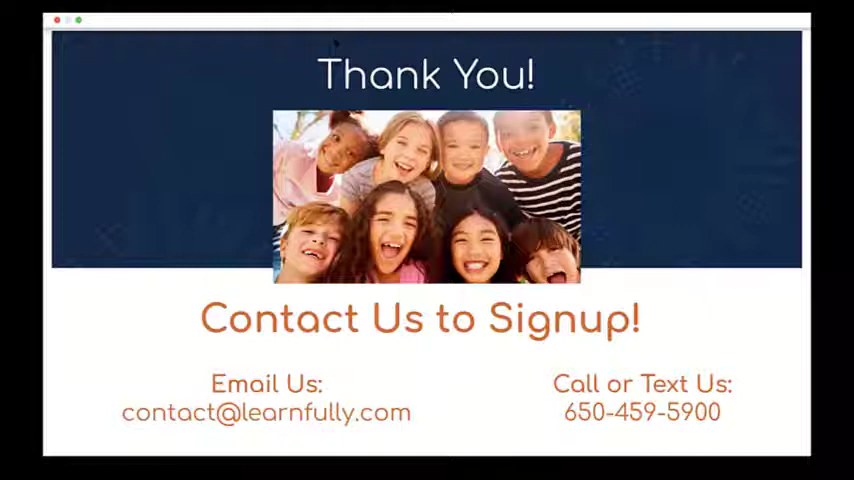 Thank You!
Contact Us to Signup!
Email Us:
contact@learnfully.com
Call or Text Us:
650-459-5900